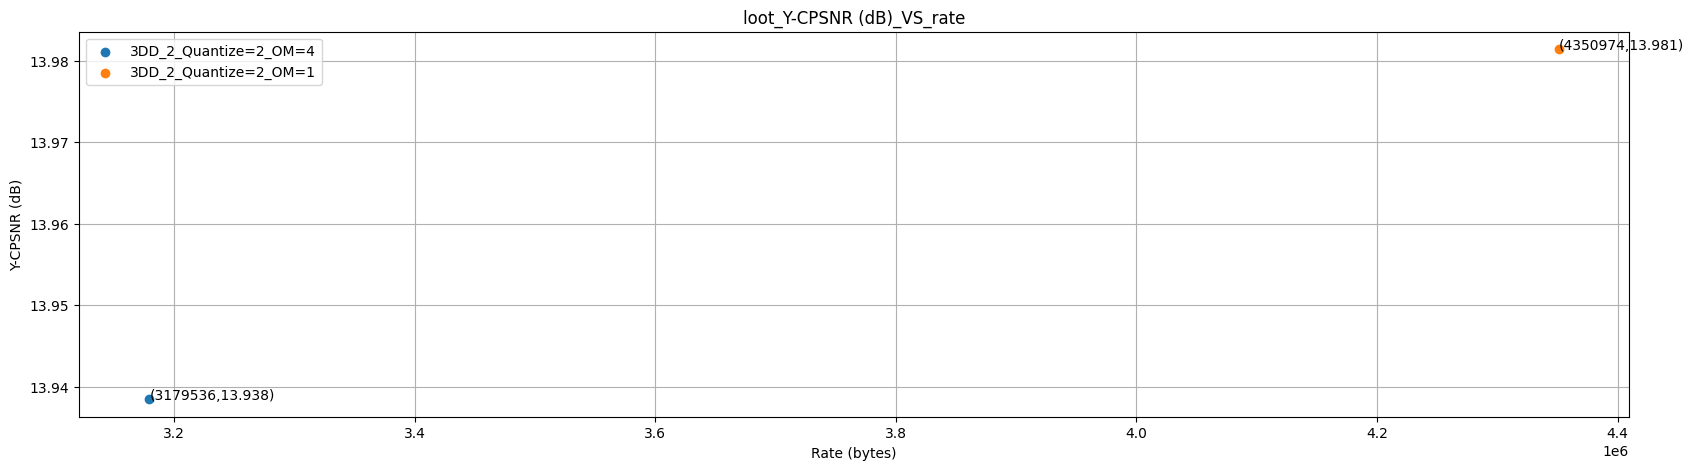 loot_Y-CPSNR (dB)_VS_rate
3DD_2_Quantize=2_OM=4
3DD_2_Quantize=2_OM=1
(4350974,13.981)
13.98
13.97
13.96
13.95
13.94
Y-CPSNR (dB)
(3179536,13.938)
3.2 3.4 3.6 3.8 4.0 4.2 4.4
1e6
Rate (bytes)